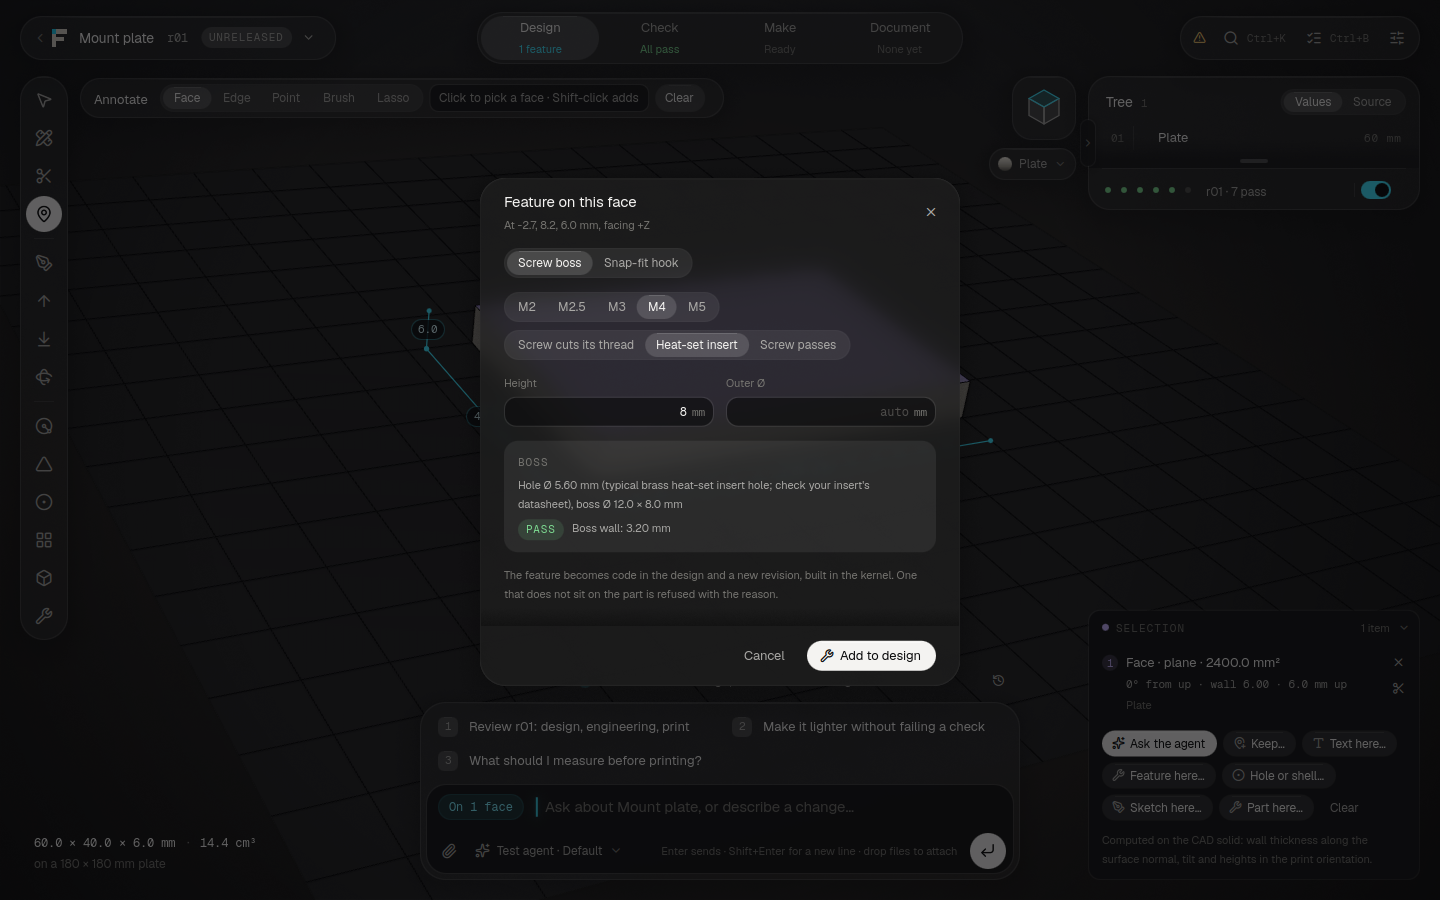 Mount plate r01 UNRELEASED
Design Check Make Document
1 feature All pass Ready None yet
Ctrl+K Ctrl+B
Annotate Face Edge Point Brush Lasso Click to pick a face · Shift-click adds Clear
Plate
Tree 1 Values Source
01 Plate 60 mm
r01 · 7 pass
6.0
4
Feature on this face
At -2.7, 8.2, 6.0 mm, facing +Z
Screw boss Snap-fit hook
M2 M2.5 M3 M4 M5
Screw cuts its thread Heat-set insert Screw passes
Height Outer Ø
8 mm auto mm
BOSS
Hole Ø 5.60 mm (typical brass heat-set insert hole; check your insert's
datasheet), boss Ø 12.0 × 8.0 mm
PASS Boss wall: 3.20 mm
The feature becomes code in the design and a new revision, built in the kernel. One
that does not sit on the part is refused with the reason.
Cancel Add to design
1 Review r01: design, engineering, print 2 Make it lighter without failing a check
3 What should I measure before printing?
On 1 face Ask about Mount plate, or describe a change...
Test agent · Default Enter sends · Shift+Enter for a new line · drop files to attach
60.0 × 40.0 × 6.0 mm · 14.4 cm³
on a 180 × 180 mm plate
SELECTION 1 item
1 Face · plane · 2400.0 mm²
0° from up · wall 6.00 · 6.0 mm up
Plate
Ask the agent Keep... Text here...
Feature here... Hole or shell...
Sketch here... Part here... Clear
Computed on the CAD solid: wall thickness along the
surface normal, tilt and heights in the print orientation.